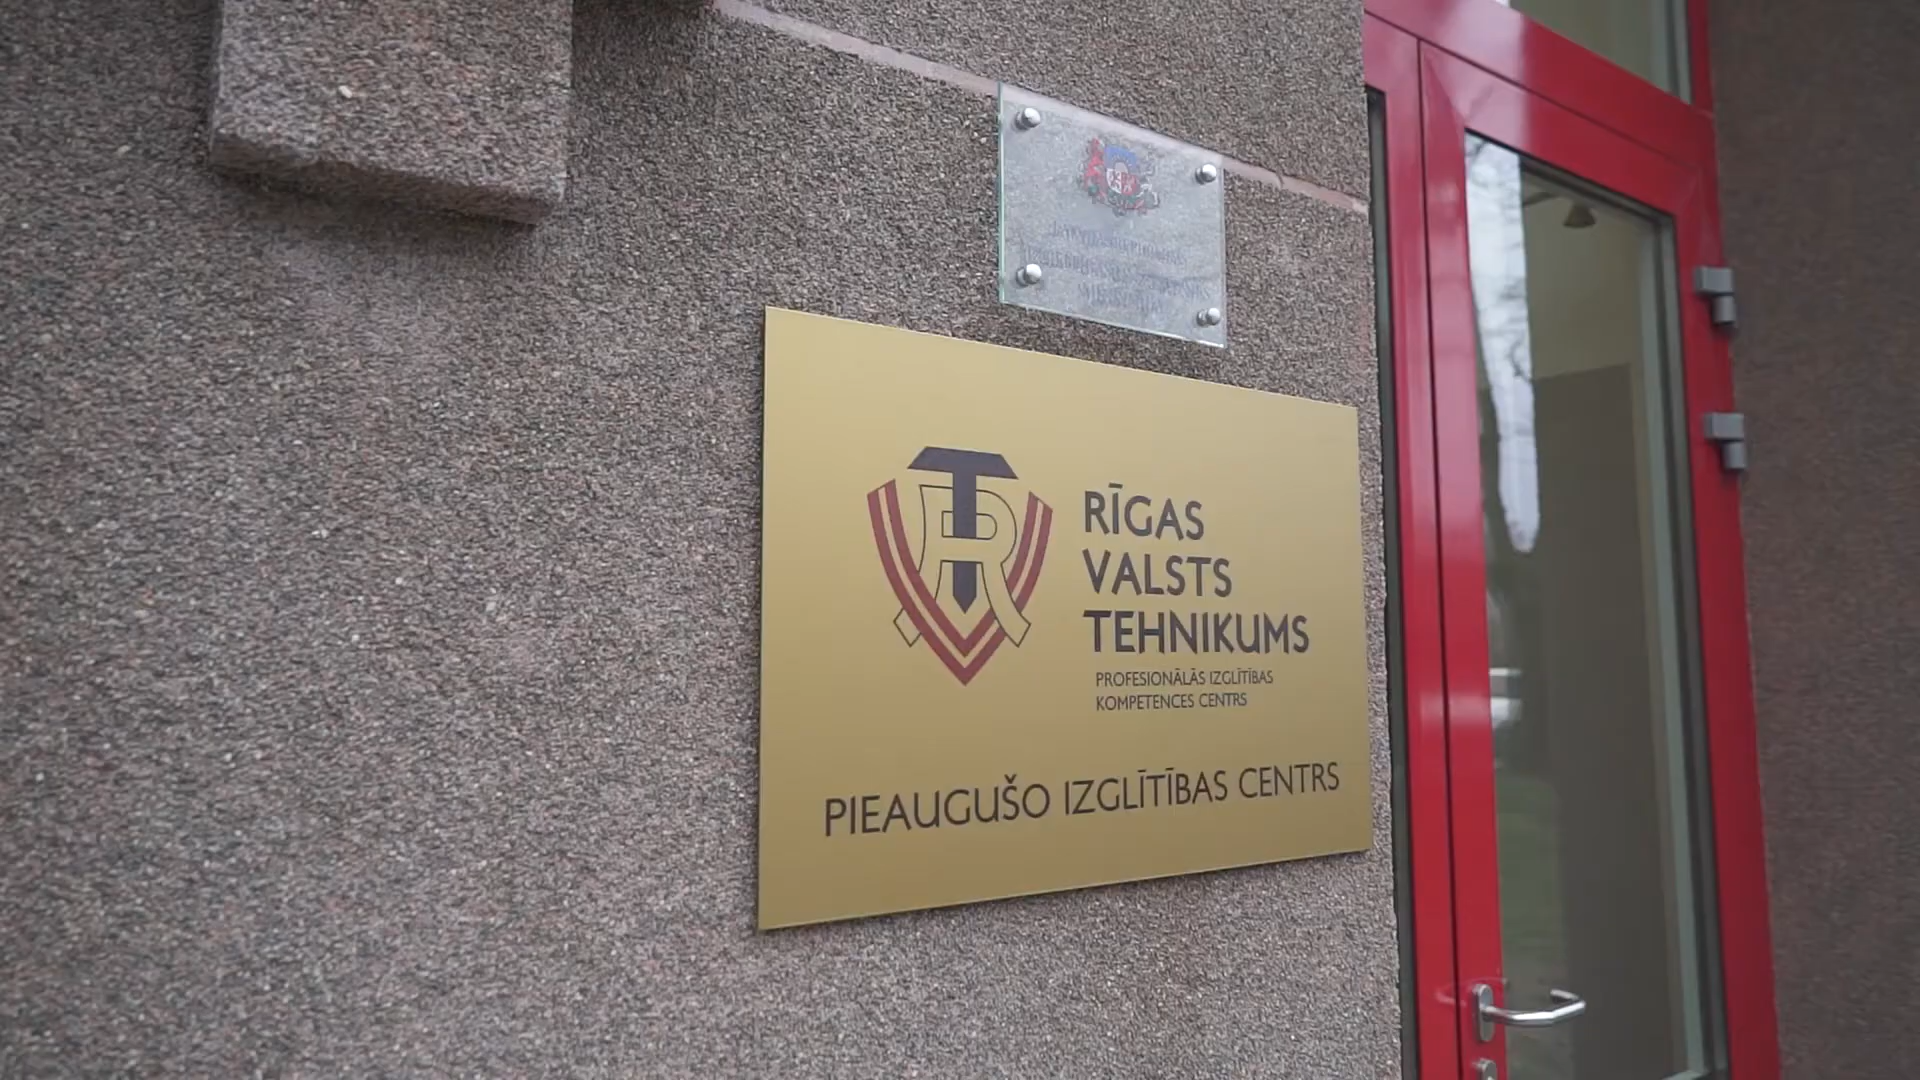 RĪGAS
VALSTS
TEHNIKUMS
PROFESIONĀLĀS IZGLĪTĪBAS
KOMPETENCES CENTRS
PIEAUGUŠO IZGLĪTĪBAS CENTRS